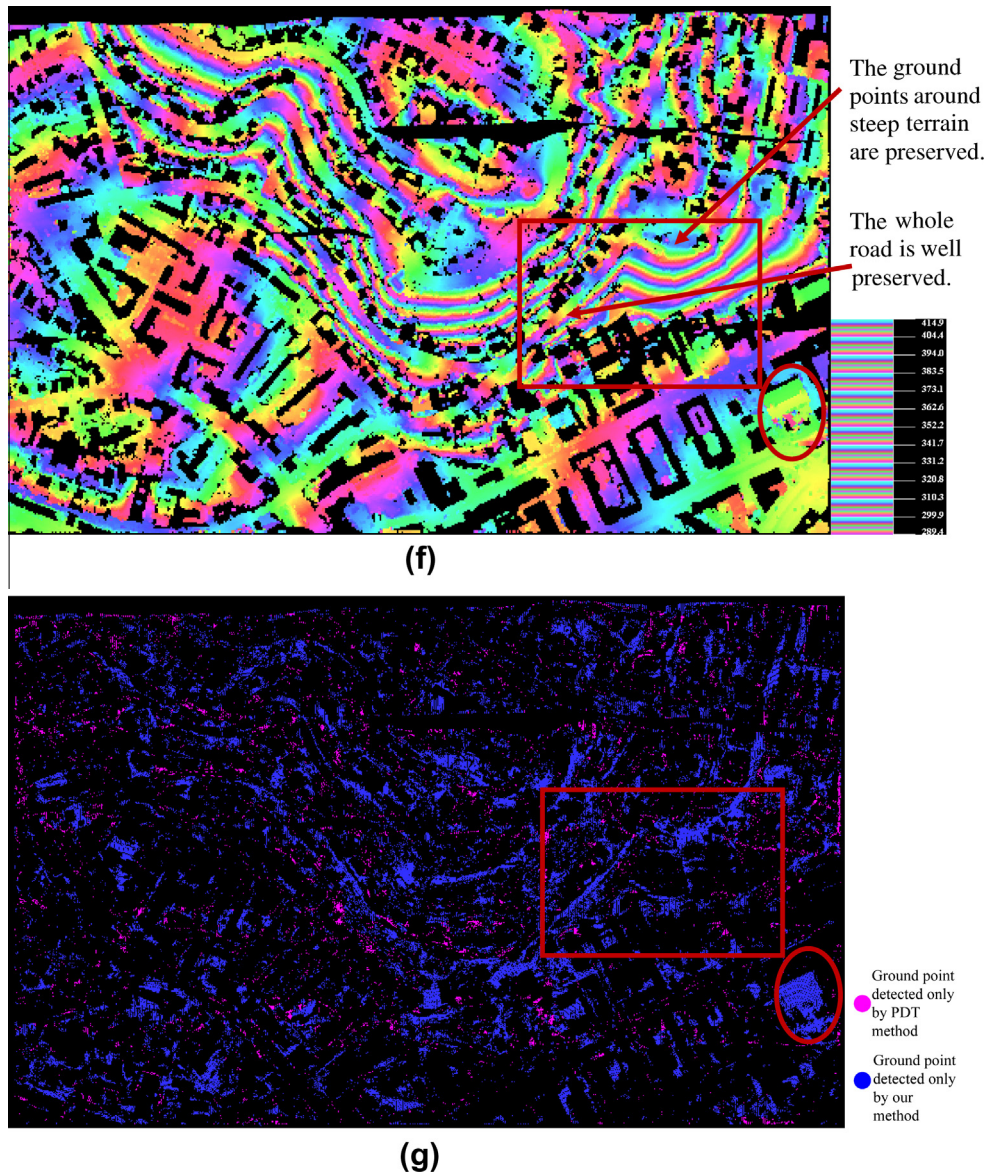 The ground
points around
steep terrain
are preserved.
The whole
road is well
preserved.
414.9
404.4
394.8
383.5
373.1
362.6
352.2
341.7
331.2
320.8
310.3
299.9
289.4
(f)
Ground point
detected only
by PDT
method
Ground point
detected only
by our
method
(g)